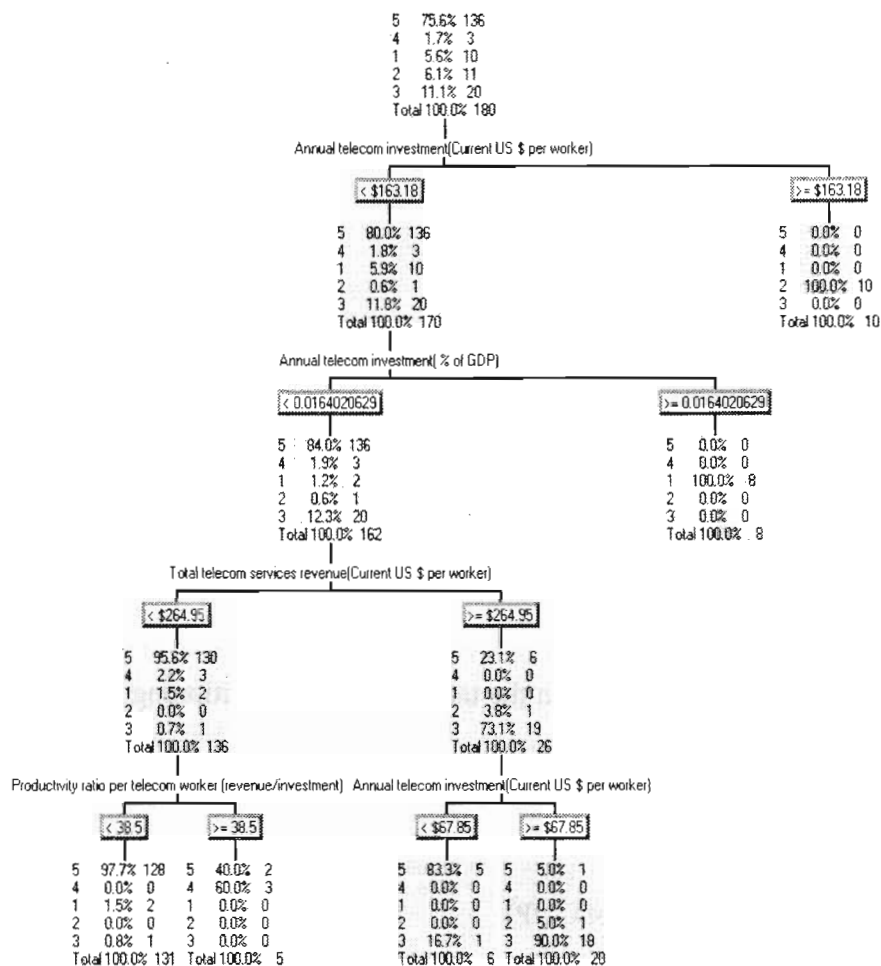 5 75.6% 136
4 1.7% 3
1 5.6% 10
2 6.1% 11
3 11.1% 20
Total 100.0% 180
Annual telecom investment(Current US $ per worker)
< $163.18
>= $163.18
5 80.0% 136
4 1.8% 3
1 5.9% 10
2 0.6% 1
3 11.8% 20
Total 100.0% 170
5 0.0% 0
4 0.0% 0
1 0.0% 0
2 100.0% 10
3 0.0% 0
Total 100.0% 10
Annual telecom investment( % of GDP)
< 0.0164020629
>= 0.0164020629
5 84.0% 136
4 1.9% 3
1 1.2% 2
2 0.6% 1
3 12.3% 20
Total 100.0% 162
5 0.0% 0
4 0.0% 0
1 100.0% 8
2 0.0% 0
3 0.0% 0
Total 100.0% 8
Total telecom services revenue(Current US $ per worker)
< $264.95
>= $264.95
5 95.6% 130
4 2.2% 3
1 1.5% 2
2 0.0% 0
3 0.7% 1
Total 100.0% 136
5 23.1% 6
4 0.0% 0
1 0.0% 0
2 3.8% 1
3 73.1% 19
Total 100.0% 26
Productivity ratio per telecom worker (revenue/investment)
Annual telecom investment(Current US $ per worker)
< 38.5
>= 38.5
< $67.85
>= $67.85
5 97.7% 128
4 0.0% 0
1 1.5% 2
2 0.0% 0
3 0.8% 1
Total 100.0% 131
5 40.0% 2
4 60.0% 3
1 0.0% 0
2 0.0% 0
3 0.0% 0
Total 100.0% 5
5 83.3% 5
4 0.0% 0
1 0.0% 0
2 0.0% 0
3 16.7% 1
Total 100.0% 6
5 5.0% 1
4 0.0% 0
1 0.0% 0
2 5.0% 1
3 90.0% 18
Total 100.0% 20